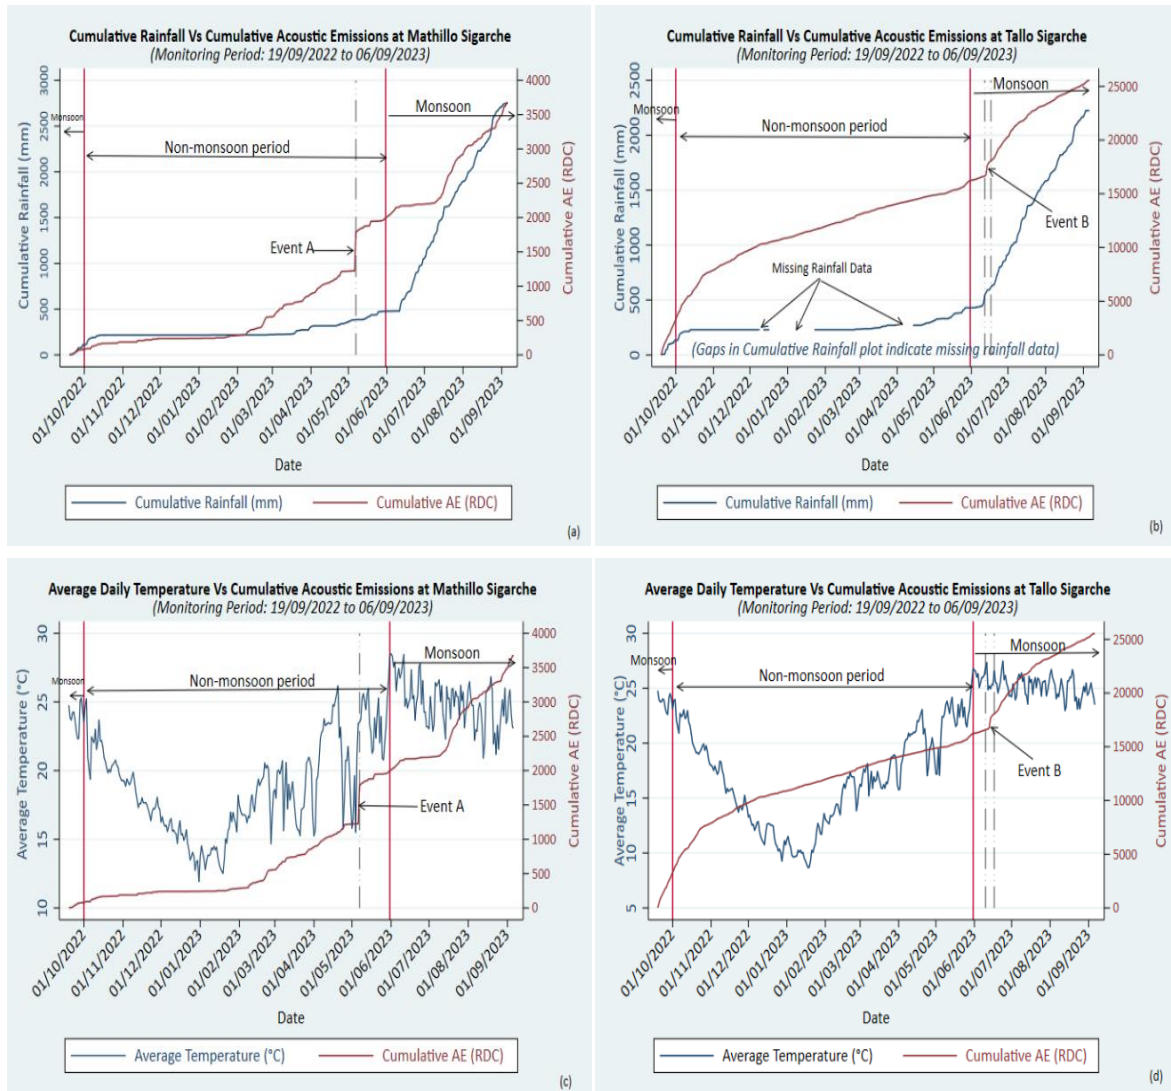 Cumulative Rainfall Vs Cumulative Acoustic Emissions at Mathillo Sigarche
(Monitoring Period: 19/09/2022 to 06/09/2023)
Cumulative Rainfall (mm)
3000
2500
2000
1500
1000
500
0
Cumulative AE (RDC)
4000
3500
3000
2500
2000
1500
1000
500
0
Monsoon
Non-monsoon period
Monsoon
Event A
01/10/2022
01/11/2022
01/12/2022
01/01/2023
01/02/2023
01/03/2023
01/04/2023
01/05/2023
01/06/2023
01/07/2023
01/08/2023
01/09/2023
Date
Cumulative Rainfall (mm) Cumulative AE (RDC)
(a)
Cumulative Rainfall Vs Cumulative Acoustic Emissions at Tallo Sigarche
(Monitoring Period: 19/09/2022 to 06/09/2023)
Cumulative Rainfall (mm)
2500
2000
1500
1000
500
0
Cumulative AE (RDC)
25000
20000
15000
10000
5000
0
Monsoon
Non-monsoon period
Monsoon
Event B
Missing Rainfall Data
(Gaps in Cumulative Rainfall plot indicate missing rainfall data)
01/10/2022
01/11/2022
01/12/2022
01/01/2023
01/02/2023
01/03/2023
01/04/2023
01/05/2023
01/06/2023
01/07/2023
01/08/2023
01/09/2023
Date
Cumulative Rainfall (mm) Cumulative AE (RDC)
(b)
Average Daily Temperature Vs Cumulative Acoustic Emissions at Mathillo Sigarche
(Monitoring Period: 19/09/2022 to 06/09/2023)
Average Temperature (°C)
30
25
20
15
10
Cumulative AE (RDC)
4000
3500
3000
2500
2000
1500
1000
500
0
Monsoon
Non-monsoon period
Monsoon
Event A
01/10/2022
01/11/2022
01/12/2022
01/01/2023
01/02/2023
01/03/2023
01/04/2023
01/05/2023
01/06/2023
01/07/2023
01/08/2023
01/09/2023
Date
Average Temperature (°C) Cumulative AE (RDC)
(c)
Average Daily Temperature Vs Cumulative Acoustic Emissions at Tallo Sigarche
(Monitoring Period: 19/09/2022 to 06/09/2023)
Average Temperature (°C)
30
25
20
15
10
5
Cumulative AE (RDC)
25000
20000
15000
10000
5000
0
Monsoon
Non-monsoon period
Monsoon
Event B
01/10/2022
01/11/2022
01/12/2022
01/01/2023
01/02/2023
01/03/2023
01/04/2023
01/05/2023
01/06/2023
01/07/2023
01/08/2023
01/09/2023
Date
Average Temperature (°C) Cumulative AE (RDC)
(d)